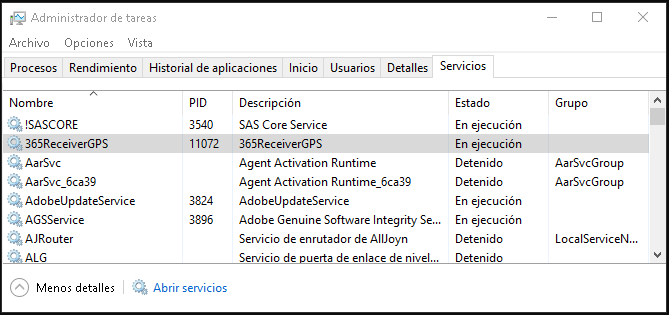 Administrador de tareas
Archivo Opciones Vista
Procesos Rendimiento Historial de aplicaciones Inicio Usuarios Detalles Servicios
Nombre PID Descripción Estado Grupo
!SASCORE 3540 SAS Core Service En ejecución
365ReceiverGPS 11072 365ReceiverGPS En ejecución
AarSvc Agent Activation Runtime Detenido AarSvcGroup
AarSvc_6ca39 Agent Activation Runtime_6ca39 Detenido AarSvcGroup
AdobeUpdateService 3824 AdobeUpdateService En ejecución
AGSService 3896 Adobe Genuine Software Integrity Se... En ejecución
AJRouter Servicio de enrutador de AllJoyn Detenido LocalServiceN...
ALG Servicio de puerta de enlace de nivel... Detenido
Menos detalles Abrir servicios